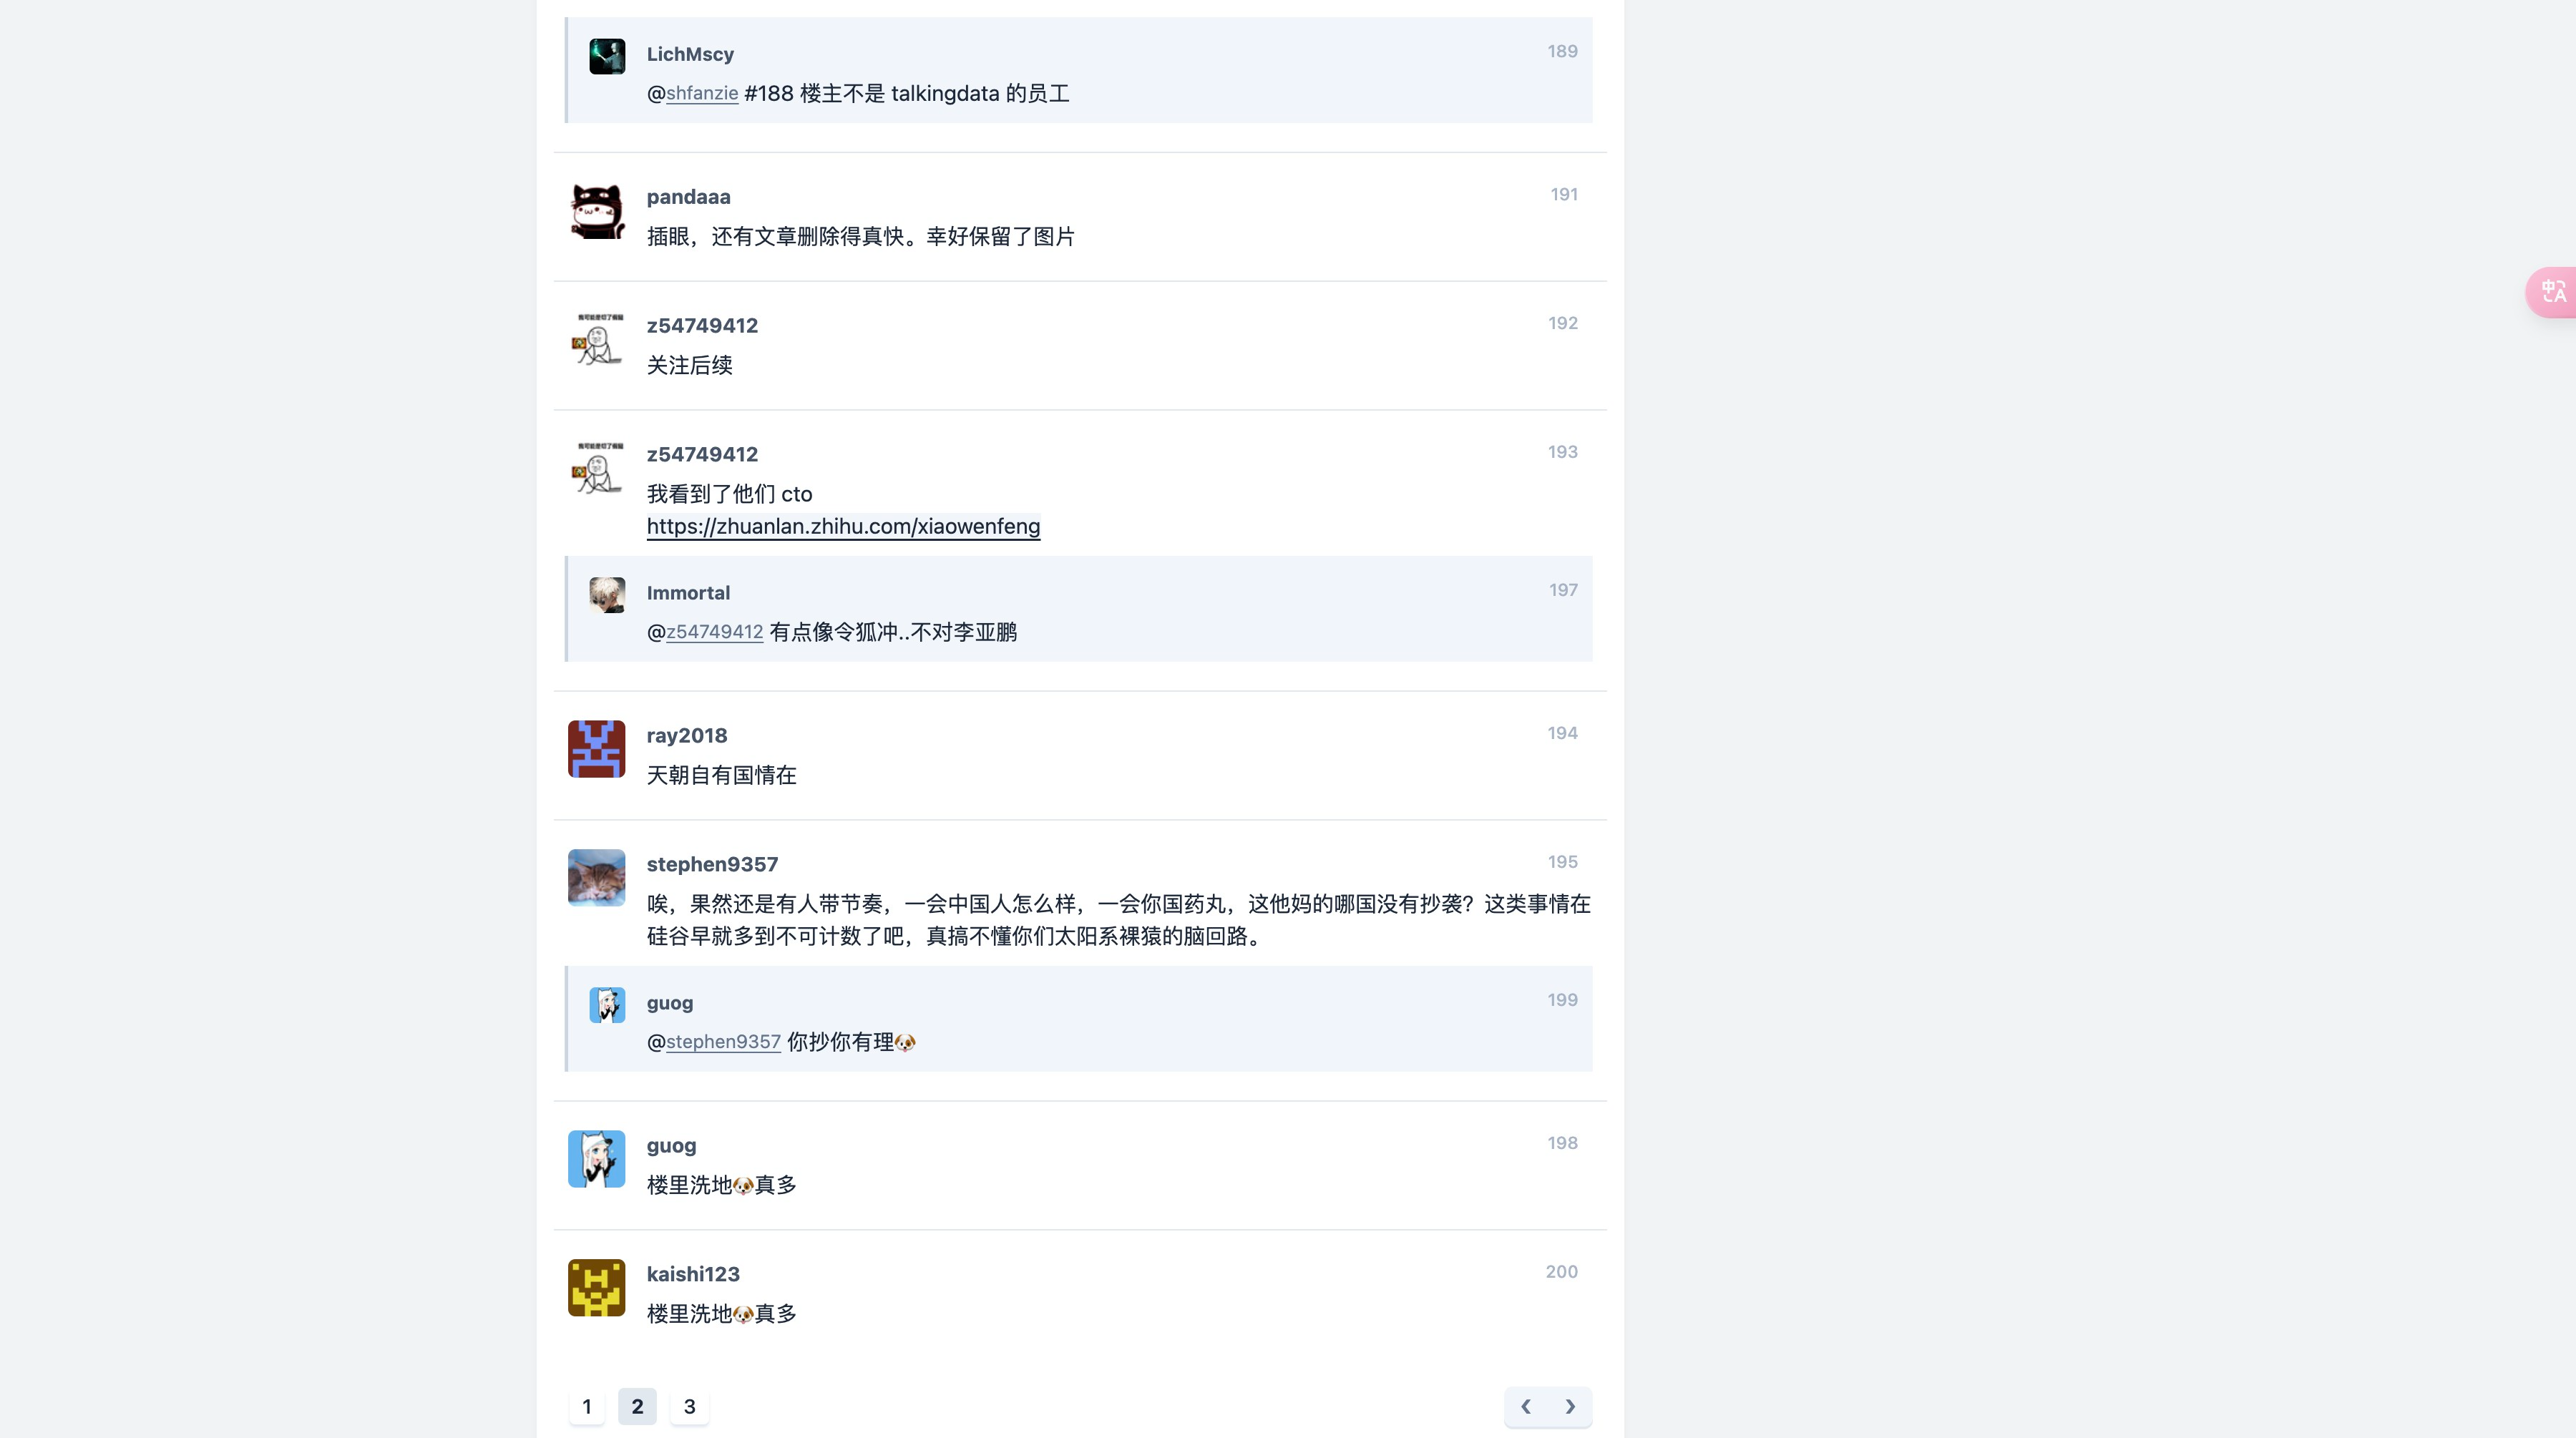 LichMscy
189
@shfanzie #188 楼主不是 talkingdata 的员工
pandaaa
191
插眼，还有文章删除得真快。幸好保留了图片
z54749412
192
关注后续
z54749412
193
我看到了他们 cto
https://zhuanlan.zhihu.com/xiaowenfeng
Immortal
197
@z54749412 有点像令狐冲..不对李亚鹏
ray2018
194
天朝自有国情在
stephen9357
195
唉，果然还是有人带节奏，一会中国人怎么样，一会你国药丸，这他妈的哪国没有抄袭？这类事情在
硅谷早就多到不可计数了吧，真搞不懂你们太阳系裸猿的脑回路。
guog
199
@stephen9357 你抄你有理🐶
guog
198
楼里洗地🐶真多
kaishi123
200
楼里洗地🐶真多
1 2 3
‹ ›
中A